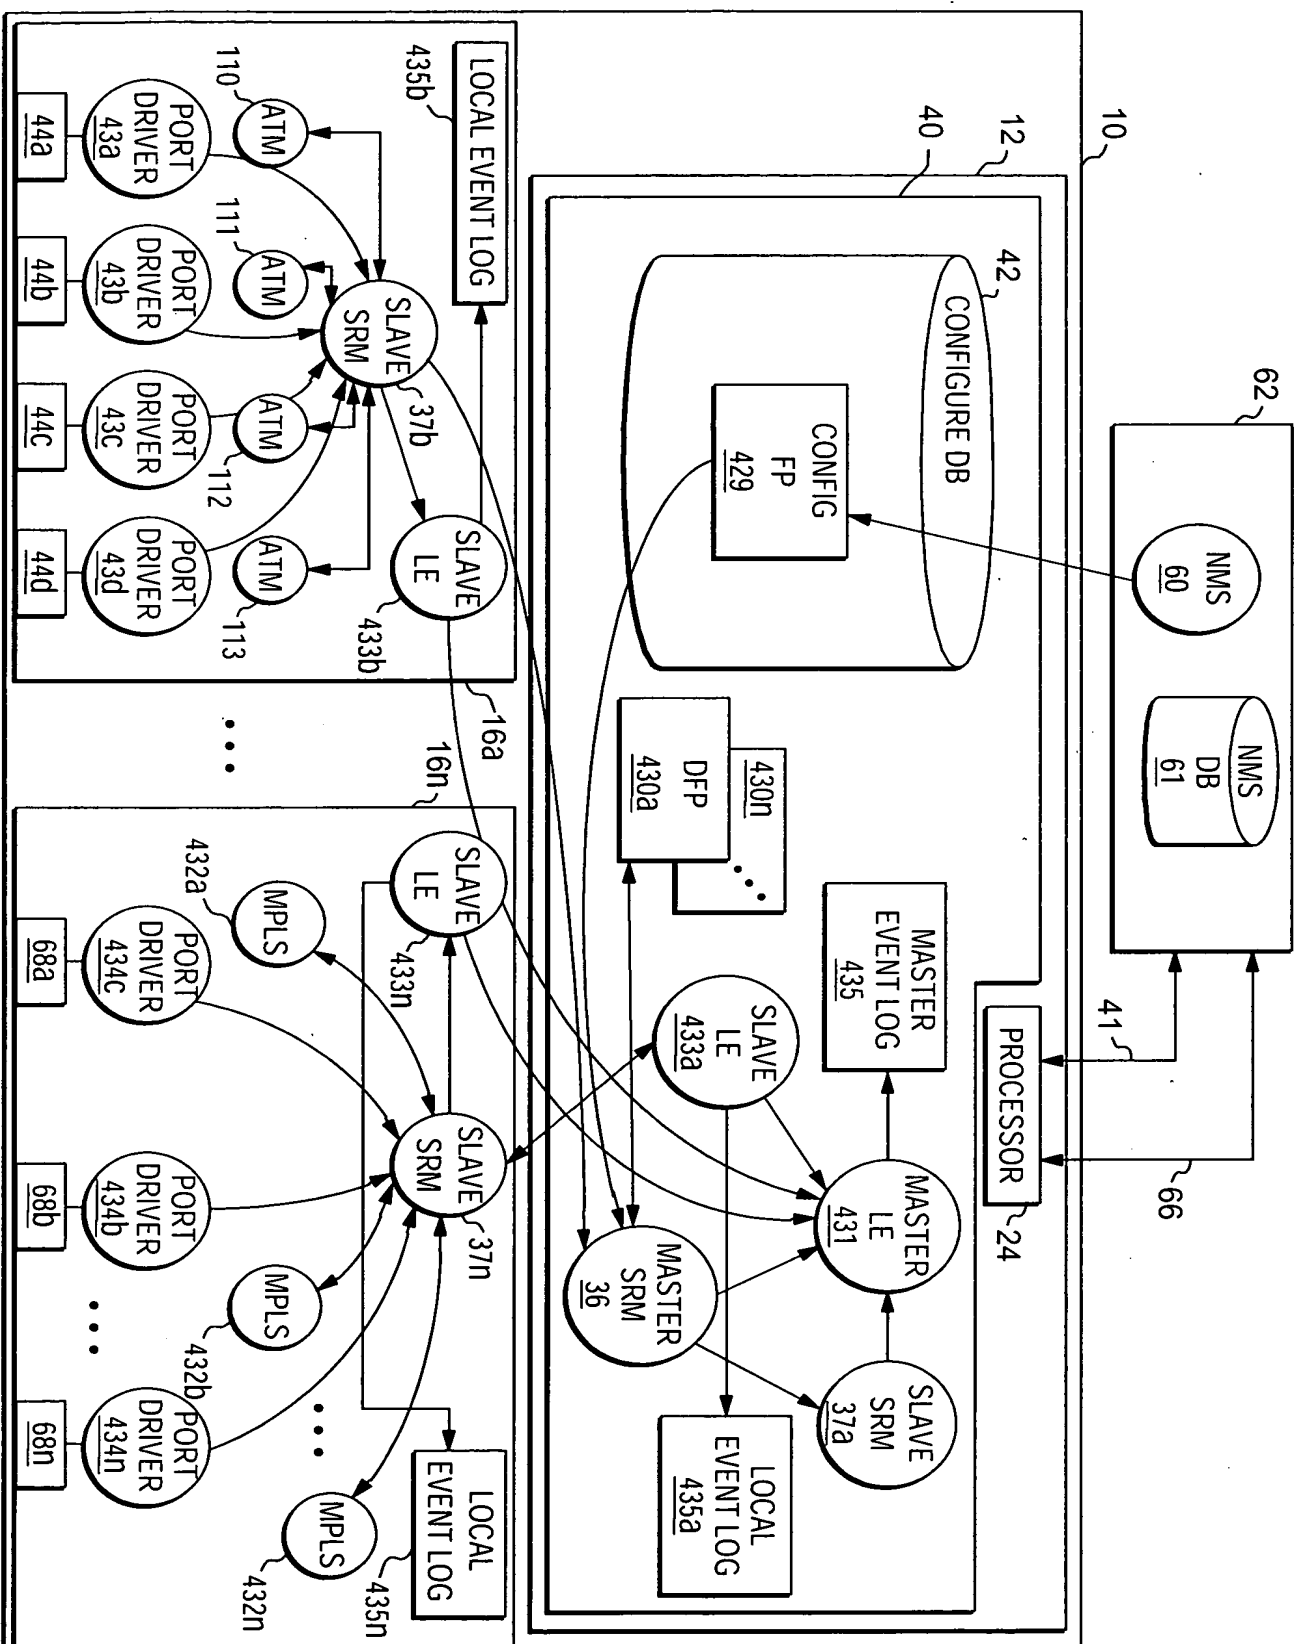 62
NMS
60
NMS
DB
61
10
12
40
41
66
PROCESSOR
24
42
CONFIGURE DB
CONFIG
FP
429
DFP
430a
430n
MASTER
EVENT LOG
435
SLAVE
LE
433a
MASTER
LE
431
MASTER
SRM
36
SLAVE
SRM
37a
LOCAL
EVENT LOG
435a
LOCAL EVENT LOG
435b
SLAVE
SRM
37b
SLAVE
LE
433b
16a
110
ATM
111
ATM
ATM
112
ATM
113
PORT
DRIVER
43a
PORT
DRIVER
43b
PORT
DRIVER
43c
PORT
DRIVER
43d
44a
44b
44c
44d
16n
SLAVE
LE
433n
SLAVE
SRM
37n
LOCAL
EVENT LOG
435n
432a
MPLS
MPLS
432b
MPLS
432n
PORT
DRIVER
434c
PORT
DRIVER
434b
PORT
DRIVER
434n
68a
68b
68n